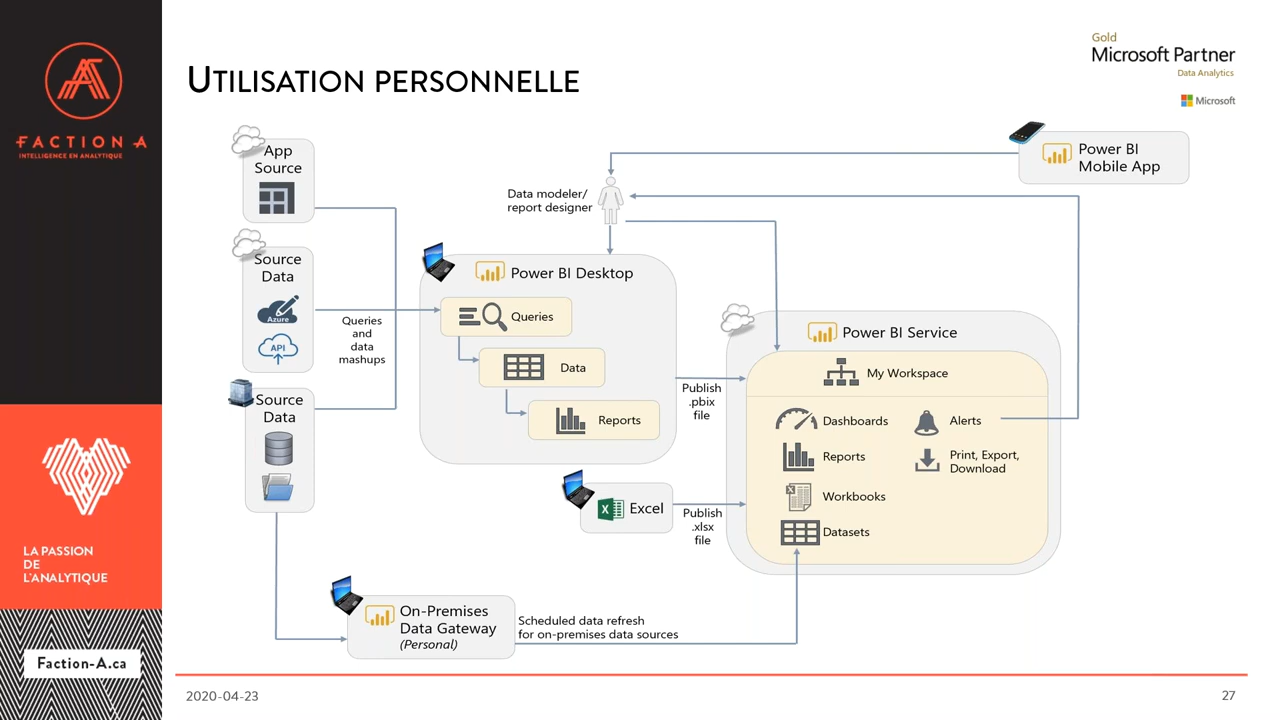 FACTION A
INTELLIGENCE EN ANALYTIQUE
LA PASSION
DE
L'ANALYTIQUE
Faction-A.ca
UTILISATION PERSONNELLE
Gold
Microsoft Partner
Data Analytics
Microsoft
App
Source
Source
Data
Azure
API
Source
Data
Queries
and
data
mashups
Data modeler/
report designer
Power BI
Mobile App
Power BI Desktop
Queries
Data
Reports
Publish
.pbix
file
Excel
Publish
.xlsx
file
Power BI Service
My Workspace
Dashboards
Alerts
Reports
Print, Export,
Download
Workbooks
Datasets
On-Premises
Data Gateway
(Personal)
Scheduled data refresh
for on-premises data sources
2020-04-23
27